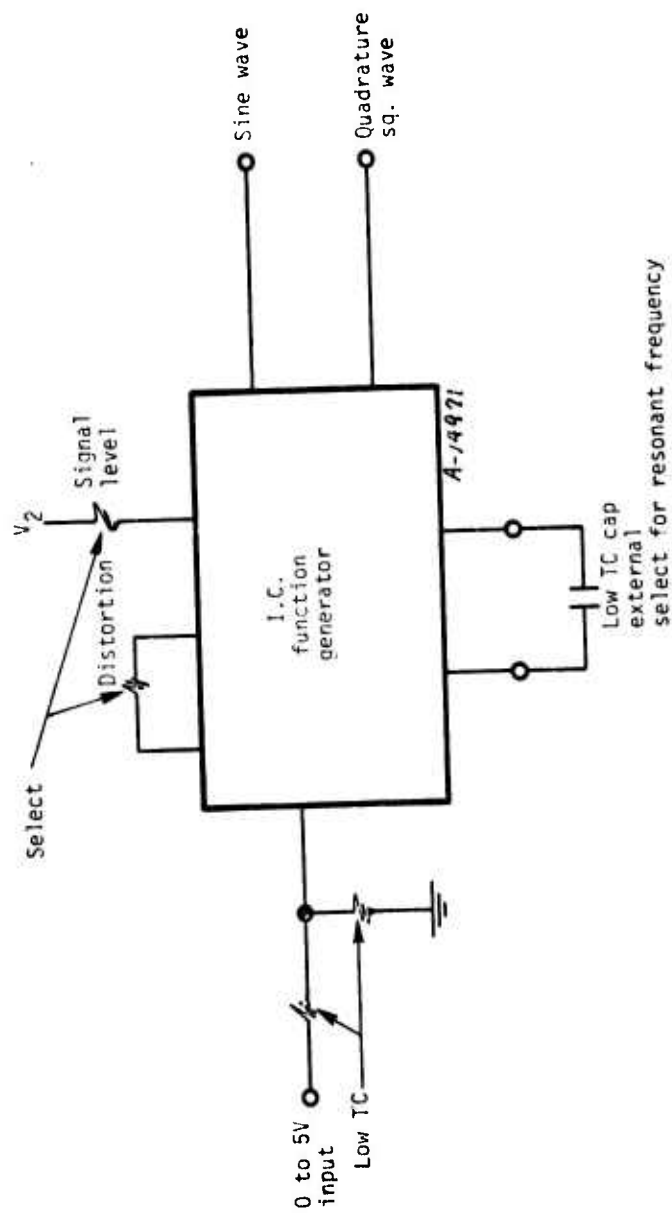 Select
V2
Signal
level
Distortion
I.C.
function
generator
Sine wave
Quadrature
sq. wave
0 to 5V
input
Low TC
A-14971
Low TC cap
external
select for resonant frequency